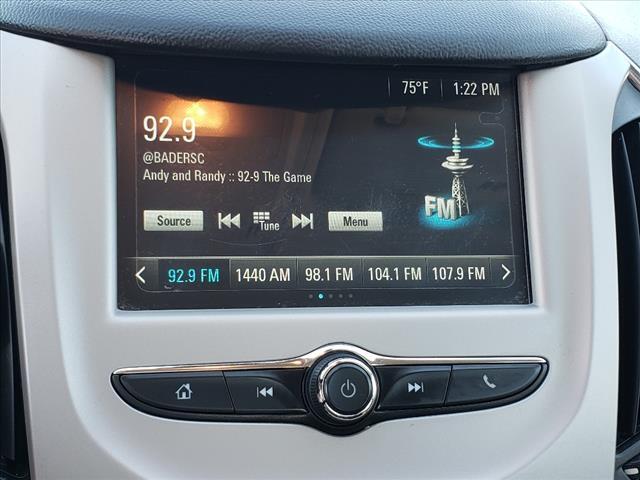 75°F 1:22 PM
92.9
@BADERSC
Andy and Randy :: 92-9 The Game
FM
Source Tune Menu
92.9 FM 1440 AM 98.1 FM 104.1 FM 107.9 FM